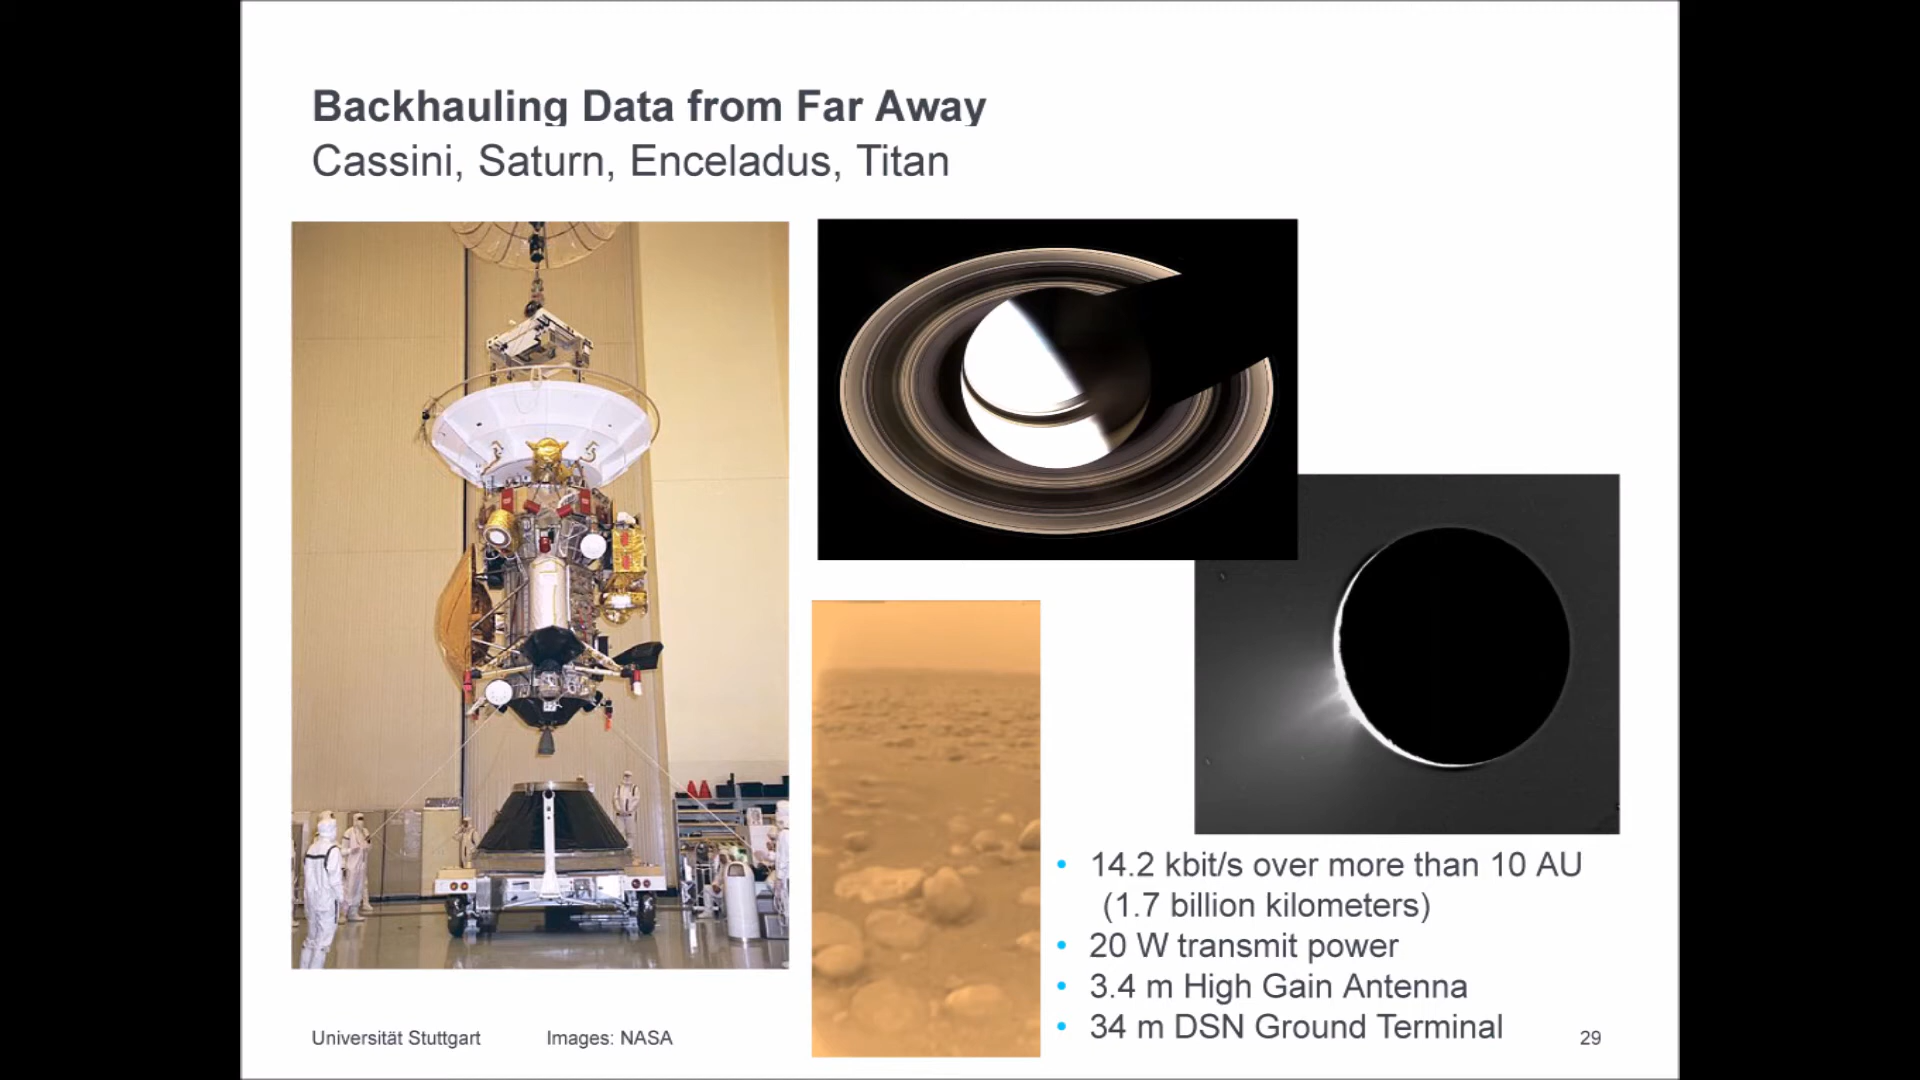 Backhauling Data from Far Away
Cassini, Saturn, Enceladus, Titan
• 14.2 kbit/s over more than 10 AU
(1.7 billion kilometers)
• 20 W transmit power
• 3.4 m High Gain Antenna
• 34 m DSN Ground Terminal
Universität Stuttgart
Images: NASA
29